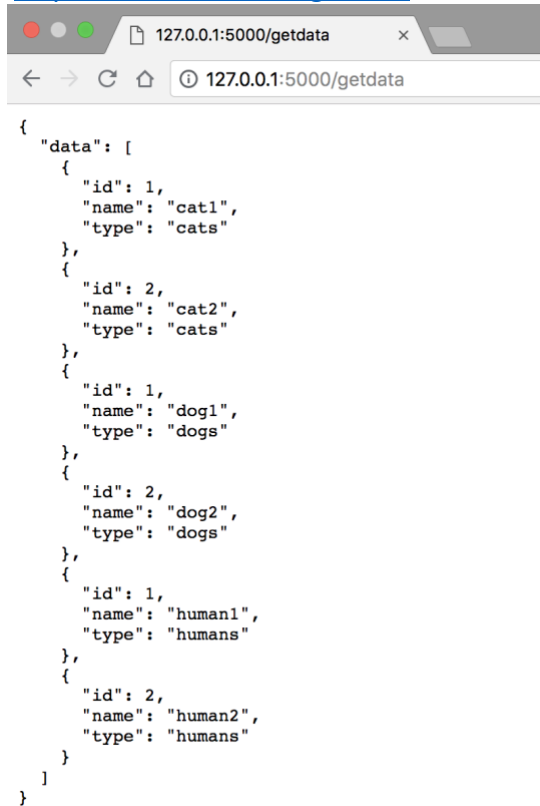 127.0.0.1:5000/getdata
127.0.0.1:5000/getdata
{
  "data": [
    {
      "id": 1,
      "name": "cat1",
      "type": "cats"
    },
    {
      "id": 2,
      "name": "cat2",
      "type": "cats"
    },
    {
      "id": 1,
      "name": "dog1",
      "type": "dogs"
    },
    {
      "id": 2,
      "name": "dog2",
      "type": "dogs"
    },
    {
      "id": 1,
      "name": "human1",
      "type": "humans"
    },
    {
      "id": 2,
      "name": "human2",
      "type": "humans"
    }
  ]
}